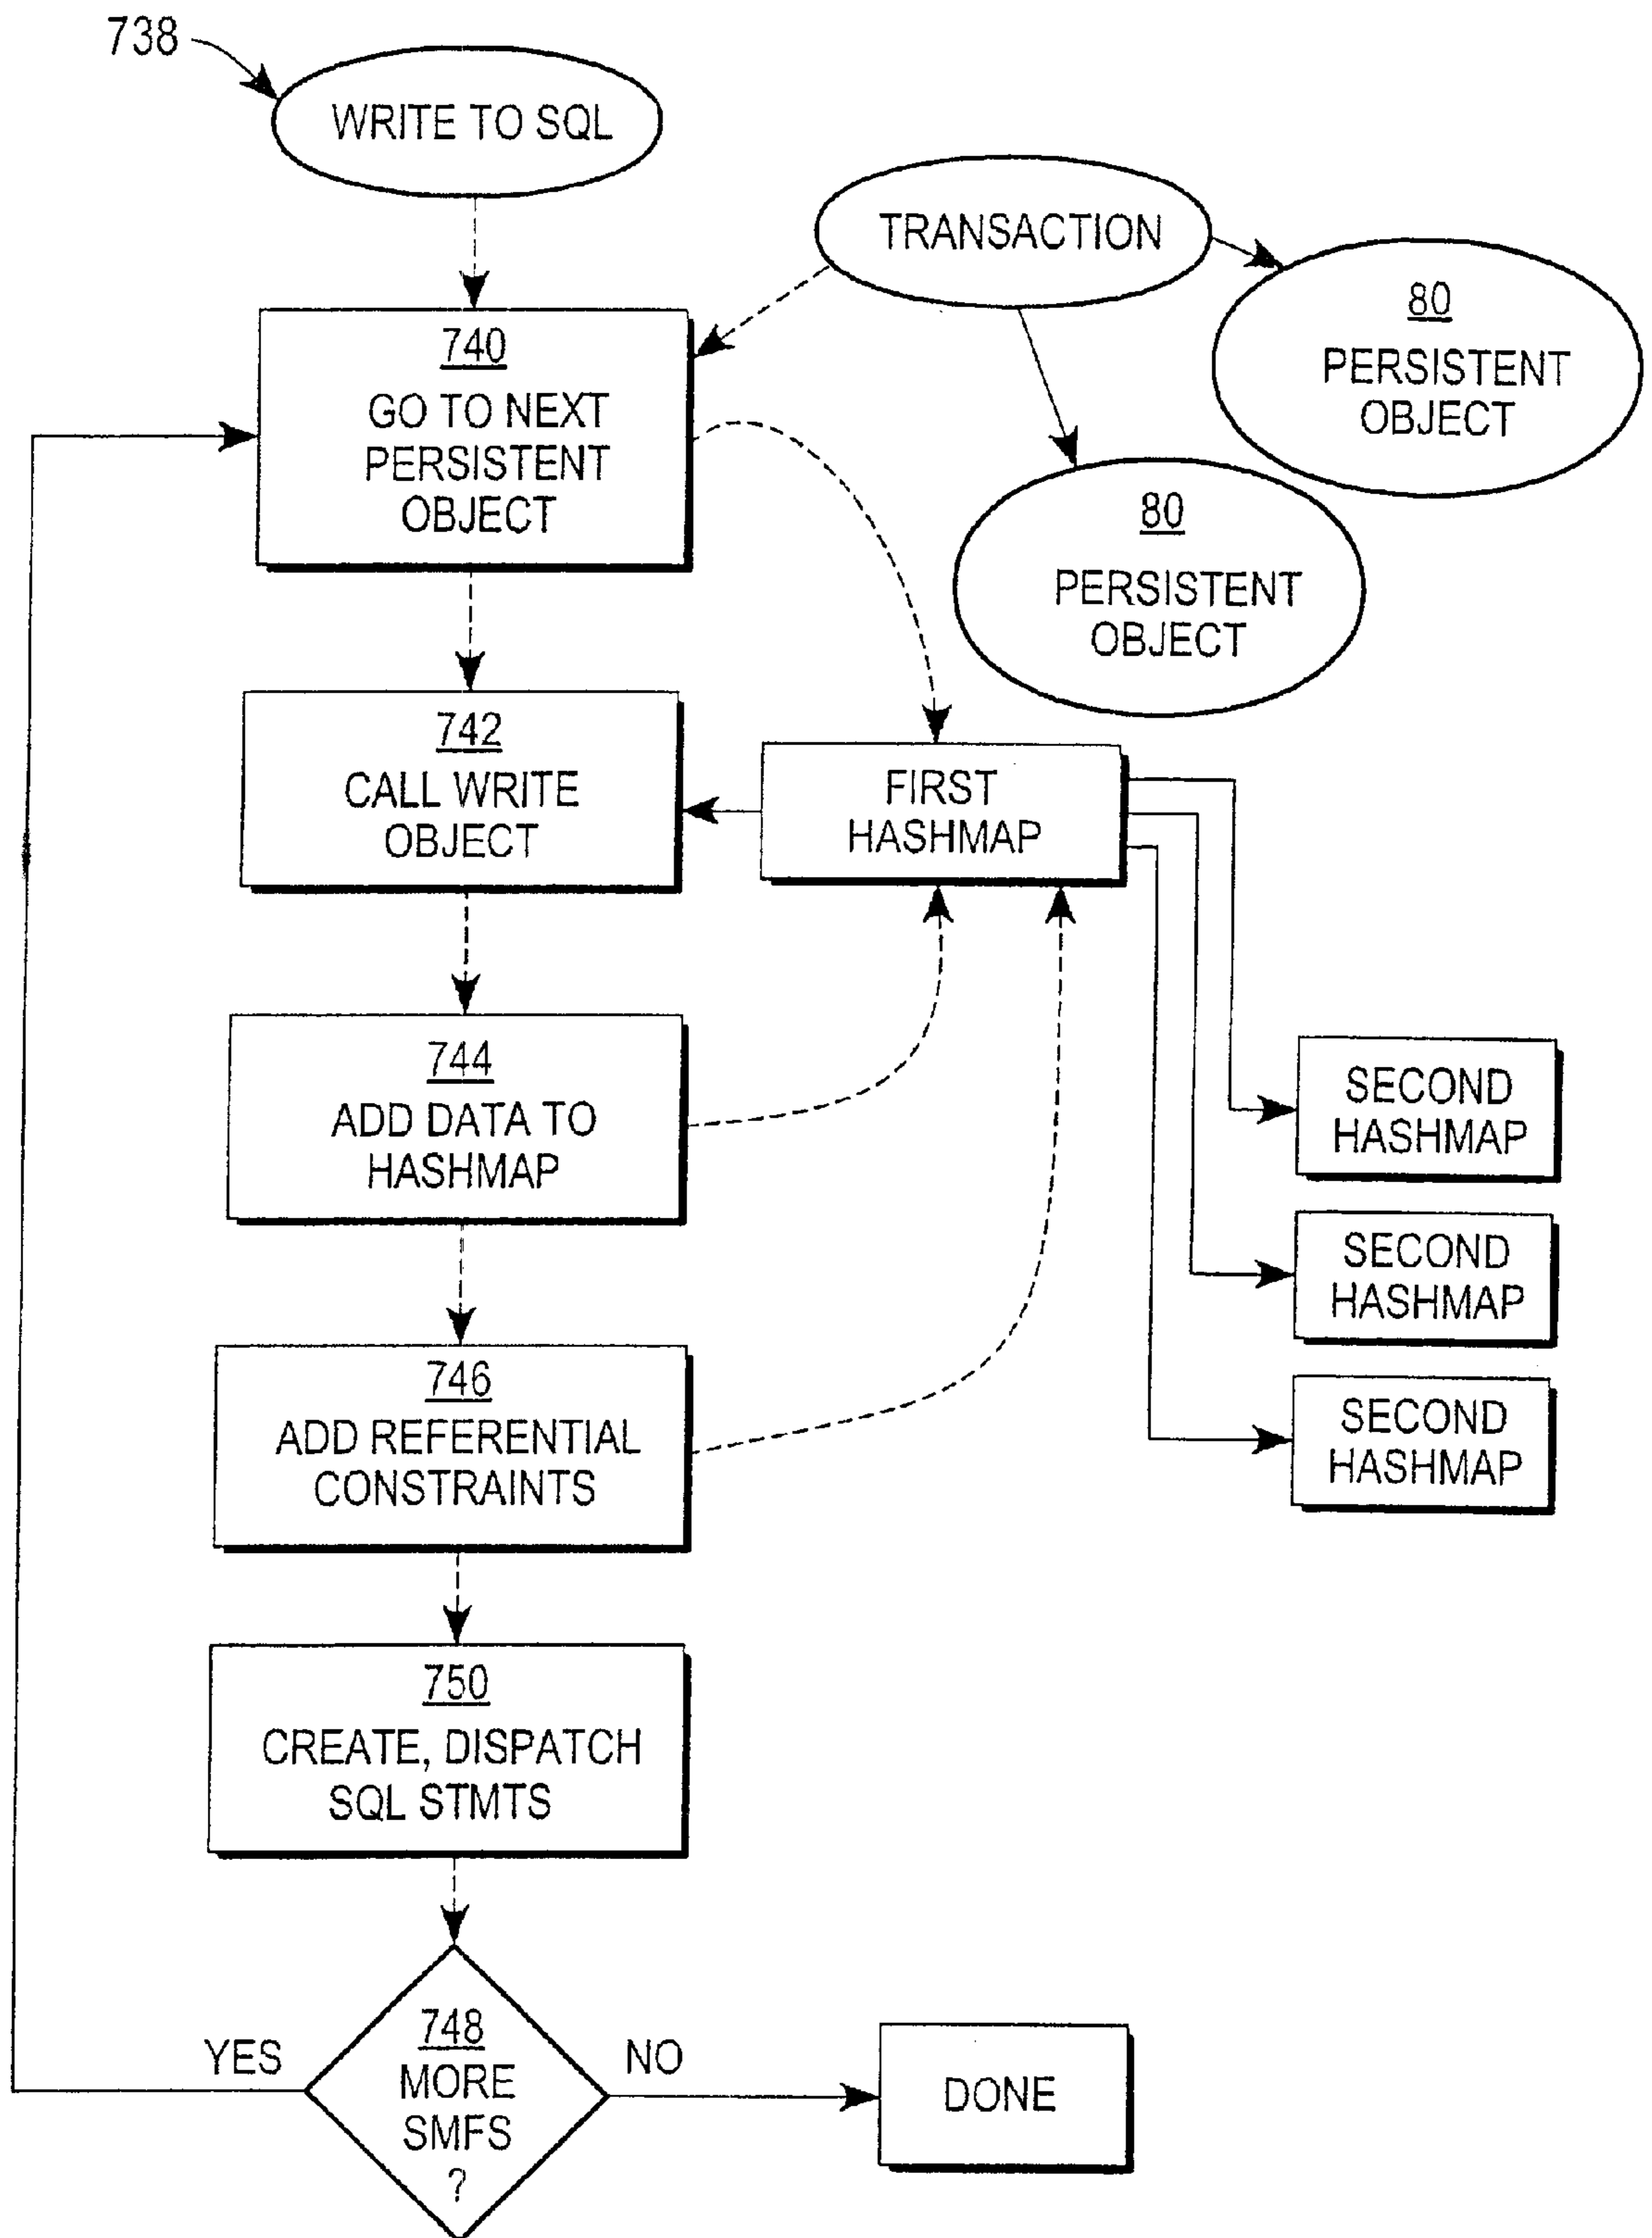 738
WRITE TO SQL
TRANSACTION
80
PERSISTENT
OBJECT
740
GO TO NEXT
PERSISTENT
OBJECT
80
PERSISTENT
OBJECT
742
CALL WRITE
OBJECT
FIRST
HASHMAP
744
ADD DATA TO
HASHMAP
SECOND
HASHMAP
SECOND
HASHMAP
746
ADD REFERENTIAL
CONSTRAINTS
SECOND
HASHMAP
750
CREATE, DISPATCH
SQL STMTS
YES
748
MORE
SMFS
?
NO
DONE